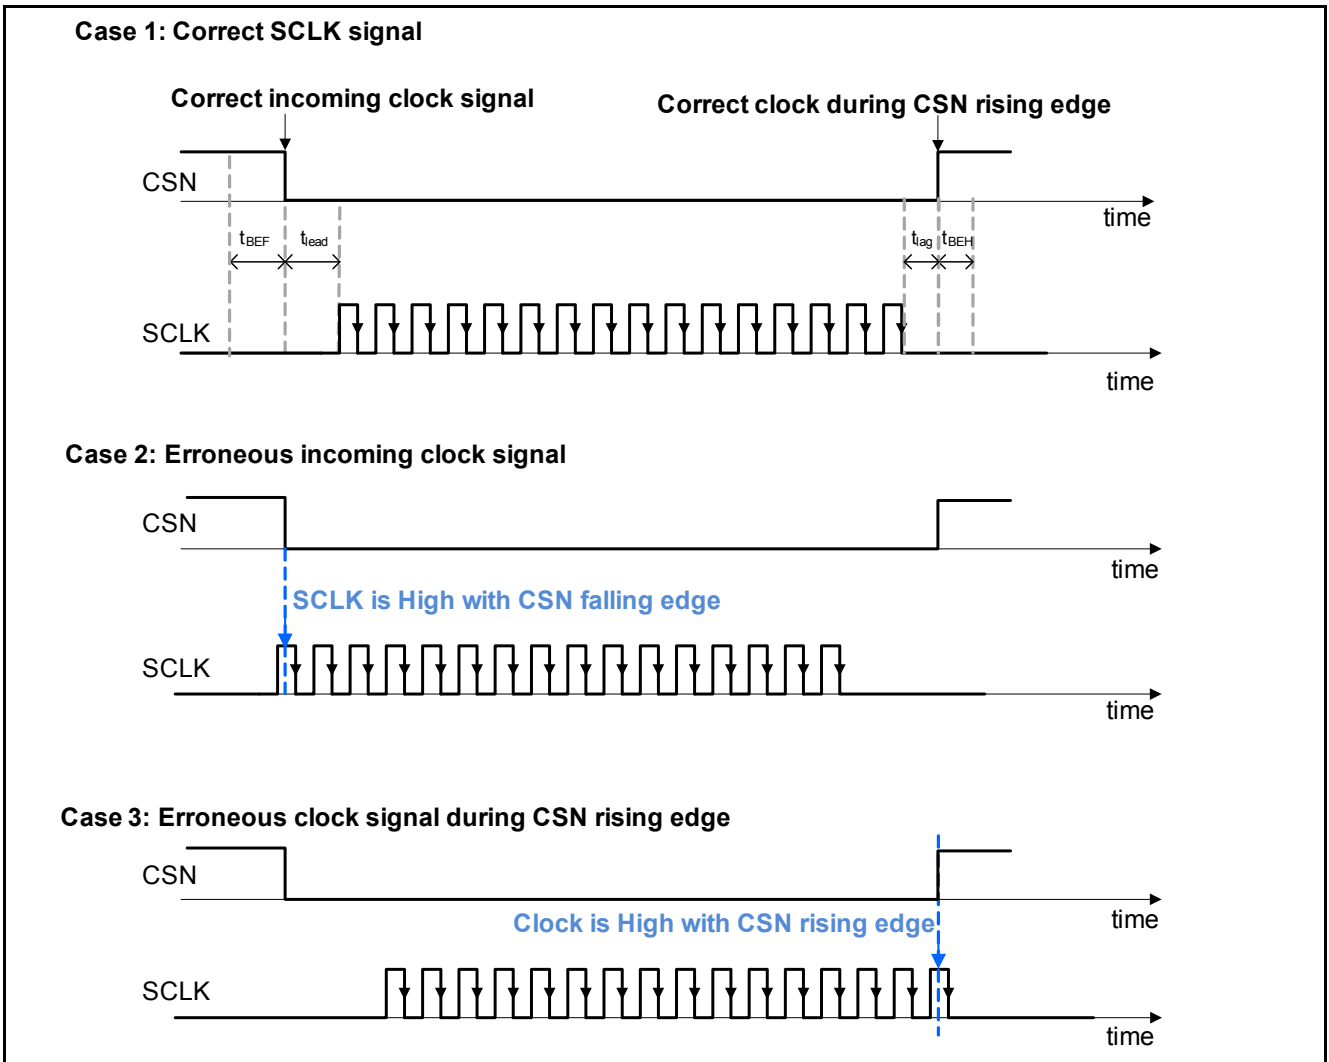 Case 1: Correct SCLK signal
Correct incoming clock signal
Correct clock during CSN rising edge
CSN
time
tBEF
tlead
tlag
tBEH
SCLK
time
Case 2: Erroneous incoming clock signal
CSN
time
SCLK is High with CSN falling edge
SCLK
time
Case 3: Erroneous clock signal during CSN rising edge
CSN
time
Clock is High with CSN rising edge
SCLK
time